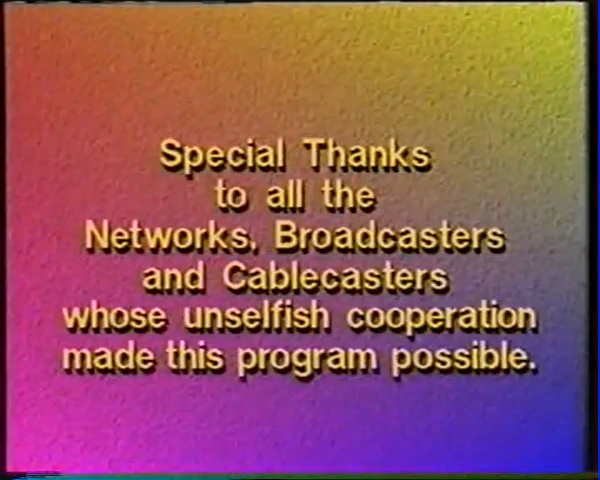 Special Thanks
to all the
Networks, Broadcasters
and Cablecasters
whose unselfish cooperation
made this program possible.